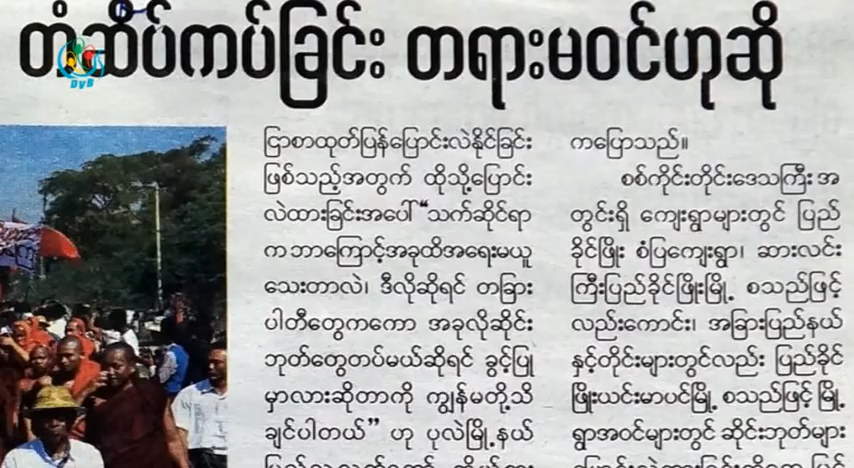 တံဆိပ်ကပ်ခြင်း တရားမဝင်ဟုဆို
DVB
ငြာစာထုတ်ပြန်ပြောင်းလဲနိုင်ခြင်း
ဖြစ်သည့်အတွက် ထိုသို့ပြောင်း
လဲထားခြင်းအပေါ် “သက်ဆိုင်ရာ
က ဘာကြောင့်အခုထိအရေးမယူ
သေးတာလဲ၊ ဒီလိုဆိုရင် တခြား
ပါတီတွေကကော အခုလိုဆိုင်း
ဘုတ်တွေတပ်မယ်ဆိုရင် ခွင့်ပြု
မှာလားဆိုတာကို ကျွန်မတို့သိ
ချင်ပါတယ်” ဟု ပုလဲမြို့နယ်
ကပြောသည်။
စစ်ကိုင်းတိုင်းဒေသကြီး အ
တွင်းရှိ ကျေးရွာများတွင် ပြည်
ခိုင်ဖြိုး စံပြကျေးရွာ၊ ဆားလင်း
ကြီးပြည်ခိုင်ဖြိုးမြို့ စသည်ဖြင့်
လည်းကောင်း၊ အခြားပြည်နယ်
နှင့်တိုင်းများတွင်လည်း ပြည်ခိုင်
ဖြိုးယင်းမာပင်မြို့ စသည်ဖြင့် မြို့
ရွာအဝင်များတွင် ဆိုင်းဘုတ်များ